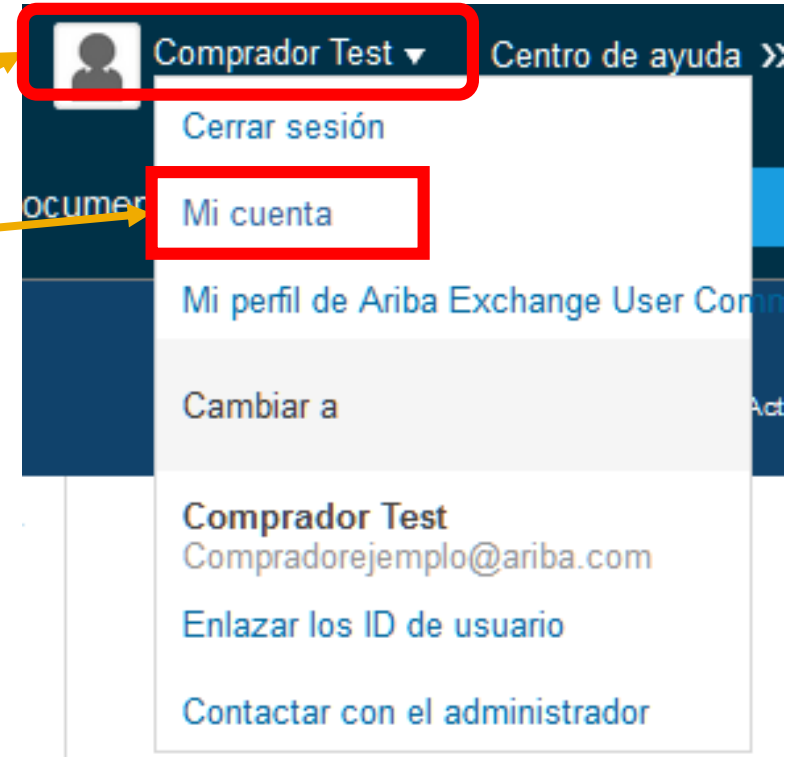 Comprador Test ▼ Centro de ayuda »
Cerrar sesión
Mi cuenta
Mi perfil de Ariba Exchange User
Cambiar a
Comprador Test
Compradorejemplo@ariba.com
Enlazar los ID de usuario
Contactar con el administrador